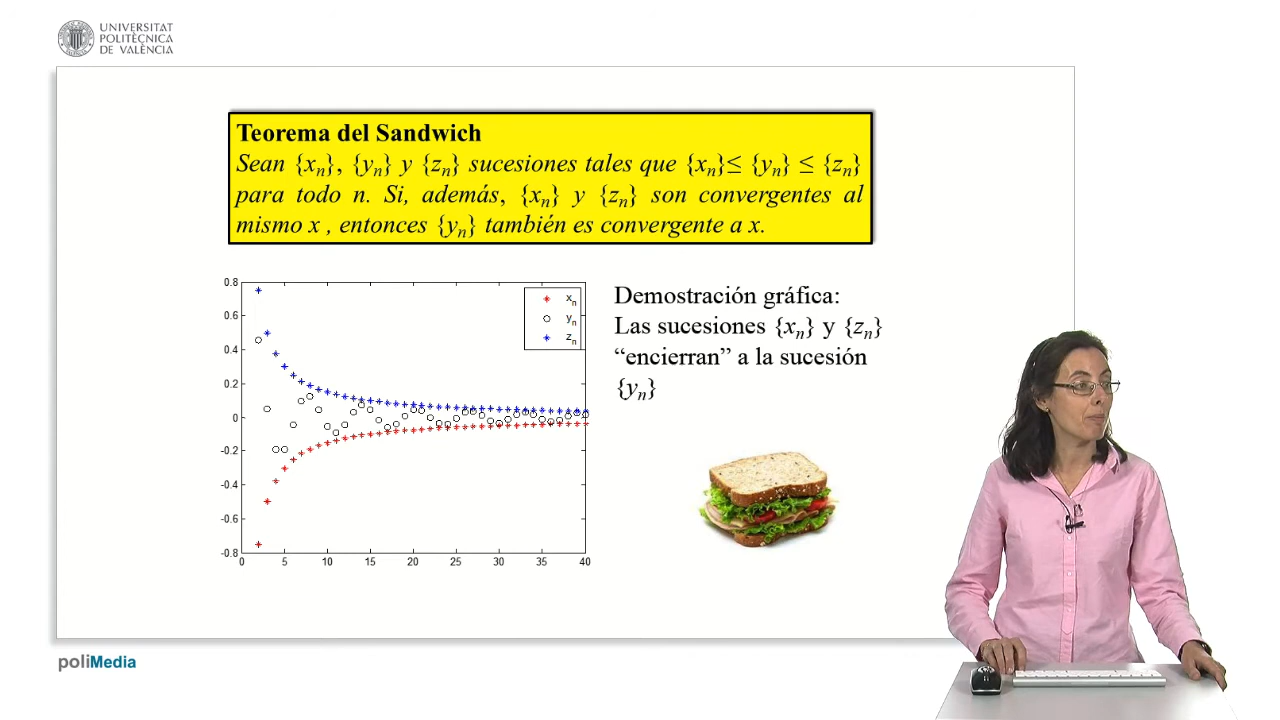 UNIVERSITAT
POLITÈCNICA
DE VALÈNCIA
Teorema del Sandwich
Sean {xn}, {yn} y {zn} sucesiones tales que {xn}≤ {yn} ≤ {zn}
para todo n. Si, además, {xn} y {zn} son convergentes al
mismo x , entonces {yn} también es convergente a x.
0.8
0.6
0.4
0.2
0
-0.2
-0.4
-0.6
-0.8
0 5 10 15 20 25 30 35 40
xn
yn
zn
Demostración gráfica:
Las sucesiones {xn} y {zn}
“encierran” a la sucesión
{yn}
poliMedia